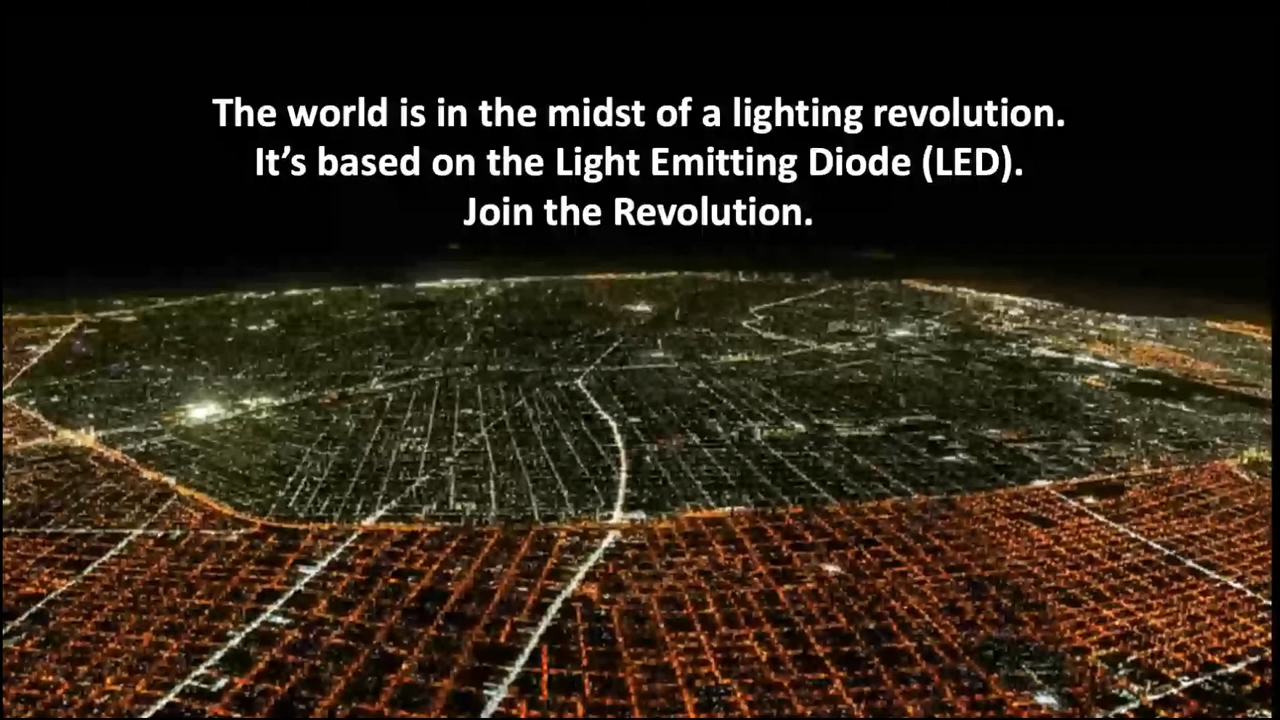 The world is in the midst of a lighting revolution.
It’s based on the Light Emitting Diode (LED).
Join the Revolution.